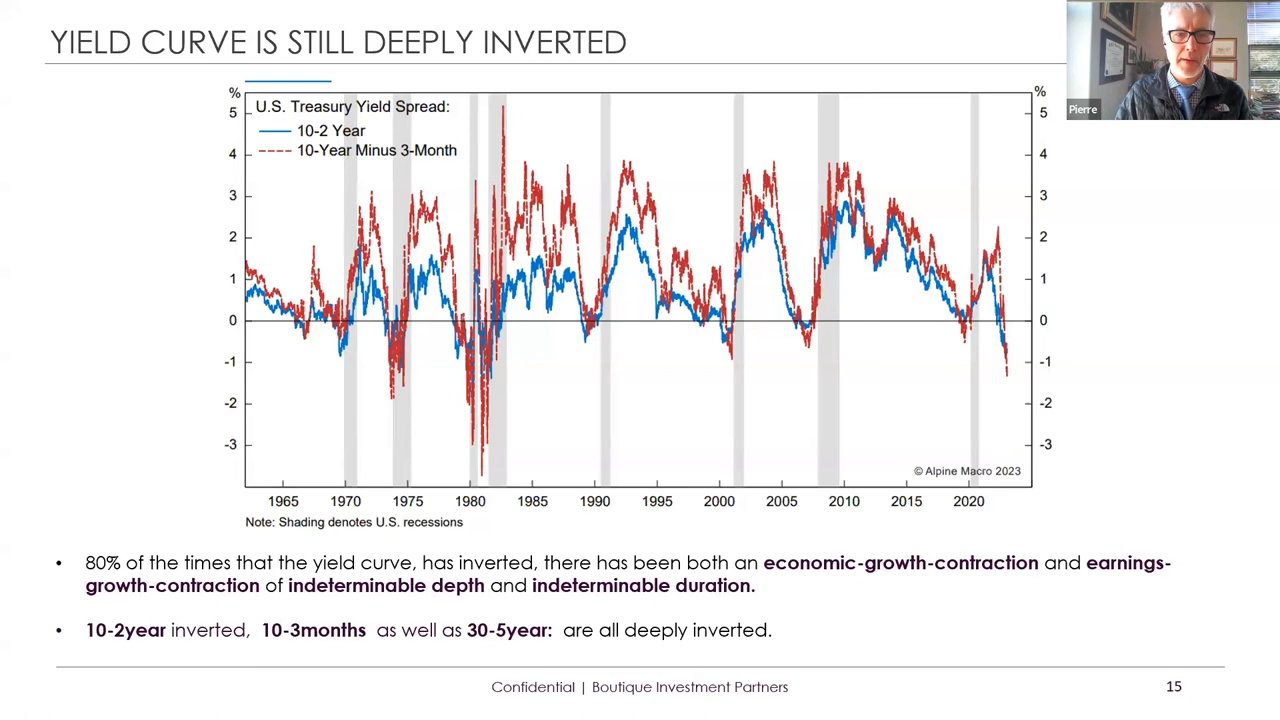 YIELD CURVE IS STILL DEEPLY INVERTED
Pierre
% %
U.S. Treasury Yield Spread:
10-2 Year
10-Year Minus 3-Month
5 5
4 4
3 3
2 2
1 1
0 0
-1 -1
-2 -2
-3 -3
© Alpine Macro 2023
1965 1970 1975 1980 1985 1990 1995 2000 2005 2010 2015 2020
Note: Shading denotes U.S. recessions
• 80% of the times that the yield curve, has inverted, there has been both an economic-growth-contraction and earnings-
growth-contraction of indeterminable depth and indeterminable duration.
• 10-2year inverted, 10-3months as well as 30-5year: are all deeply inverted.
Confidential | Boutique Investment Partners
15